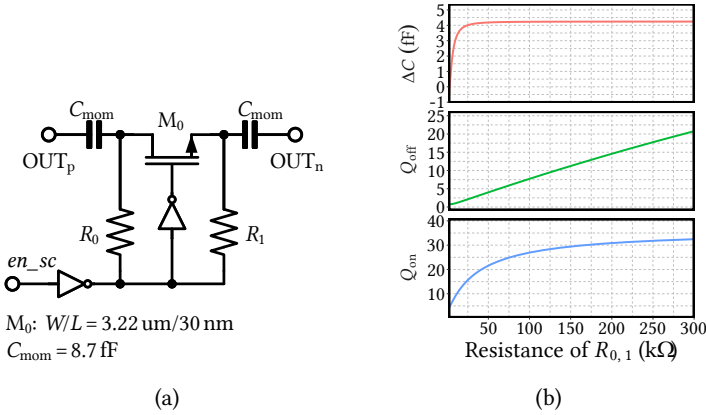 C_mom
M_0
C_mom
OUT_p
OUT_n
R_0
R_1
en_sc
M_0: W/L = 3.22 um/30 nm
C_mom = 8.7 fF
(a)
ΔC (fF)
5
4
3
2
1
0
-1
Q_off
25
20
15
10
5
0
Q_on
40
30
20
10
50 100 150 200 250 300
Resistance of R_0, 1 (kΩ)
(b)